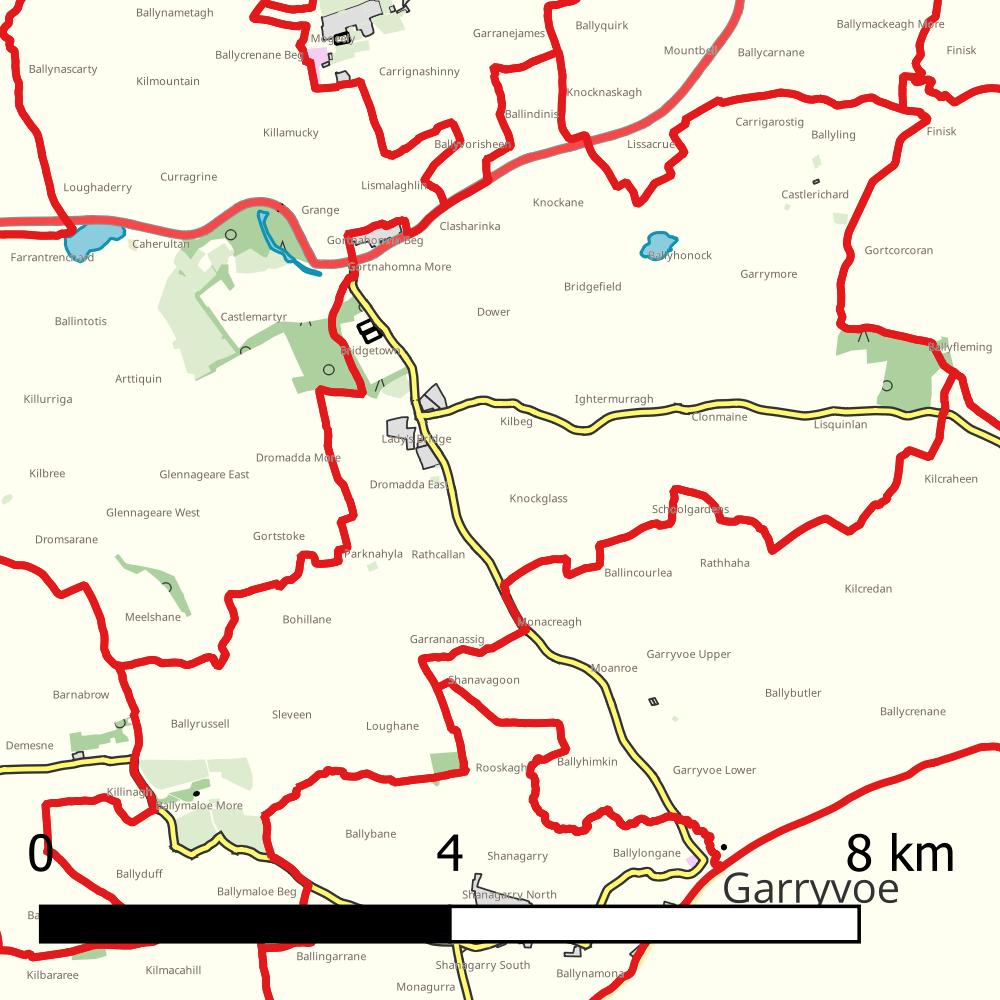 Ballynametagh
Ballyquirk
Ballymackeagh More
Garranejames
Mogeely
Mountbell
Ballycarnane
Finisk
Ballycrenane Beg
Ballynascarty
Carrignashinny
Kilmountain
Knocknaskagh
Ballindinis
Carrigarostig
Killamucky
Ballyling
Finisk
Ballyvorisheen
Lissacrue
Curragrine
Loughaderry
Lismalaghlin
Castlerichard
Grange
Knockane
Clasharinka
Caherultan
Gortnahomna Beg
Gortcorcoran
Farrantrenchard
Ballyhonock
Gortnahomna More
Garrymore
Bridgefield
Ballintotis
Castlemartyr
Dower
Bridgetown
Ballyfleming
Arttiquin
Killurriga
Ightermurragh
Kilbeg
Clonmaine
Lisquinlan
Lady's Bridge
Dromadda More
Kilbree
Glennageare East
Kilcraheen
Dromadda East
Knockglass
Schoolgardens
Glennageare West
Dromsarane
Gortstoke
Parknahyla
Rathcallan
Rathhaha
Ballincourlea
Kilcredan
Meelshane
Bohillane
Monacreagh
Garrananassig
Garryvoe Upper
Moanroe
Shanavagoon
Barnabrow
Ballybutler
Ballycrenane
Sleveen
Ballyrussell
Loughane
Demesne
Ballyhimkin
Rooskagh
Garryvoe Lower
Killinagh
Ballymaloe More
Ballybane
0 4 8 km
Shanagarry
Ballylongane
Ballyduff
Garryvoe
Ballymaloe Beg
Shanagarry North
Ballingarrane
Shanagarry South
Kilbararee
Kilmacahill
Ballynamona
Monagurra